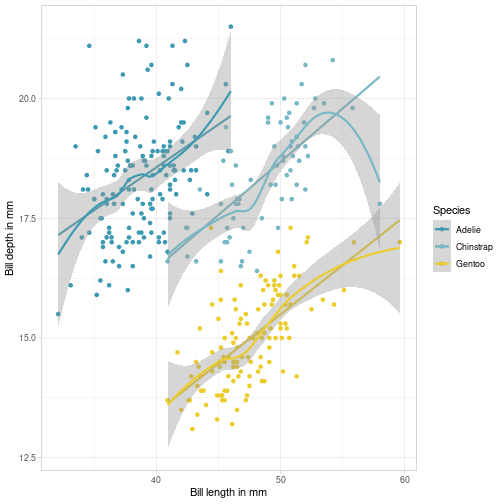 Bill depth in mm
20.0
17.5
15.0
12.5
40
50
60
Bill length in mm
Species
Adelie
Chinstrap
Gentoo